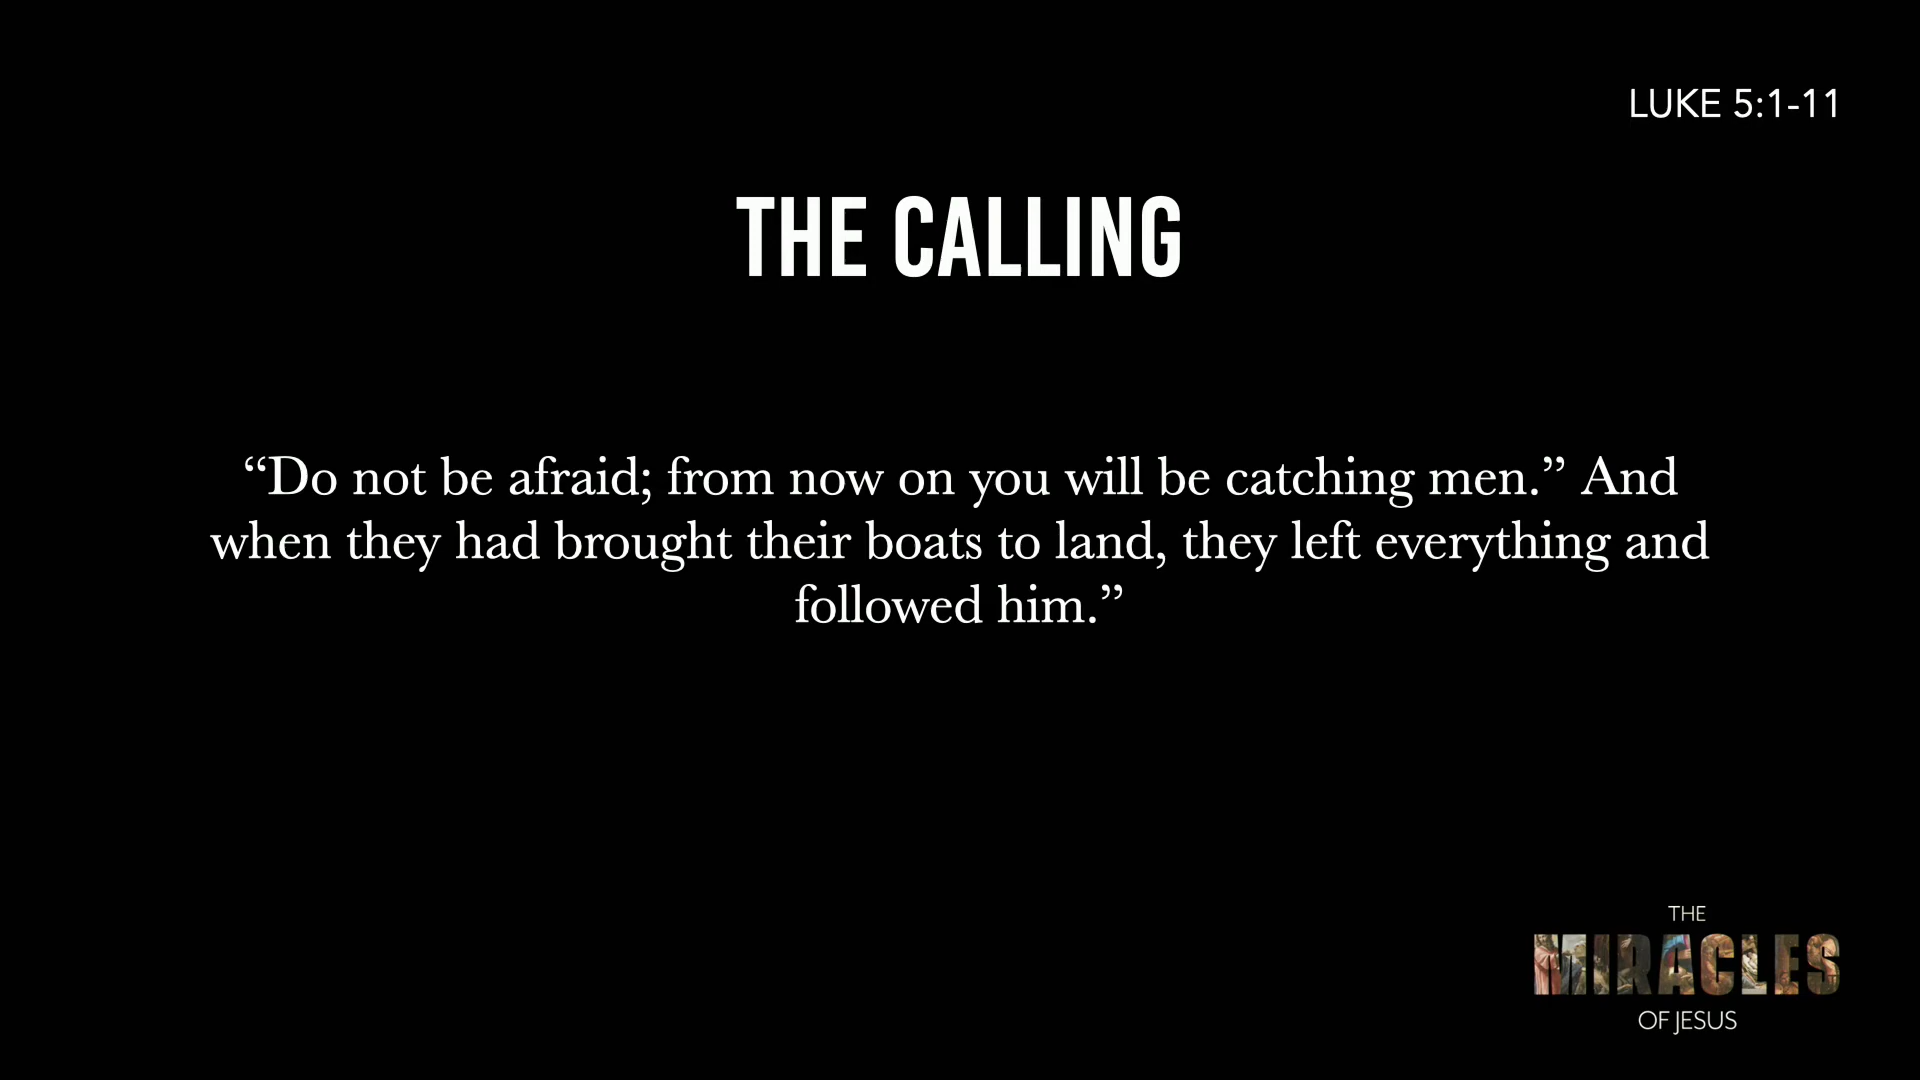 LUKE 5:1-11
THE CALLING
“Do not be afraid; from now on you will be catching men.” And
when they had brought their boats to land, they left everything and
followed him.”
THE
MIRACLES
OF JESUS